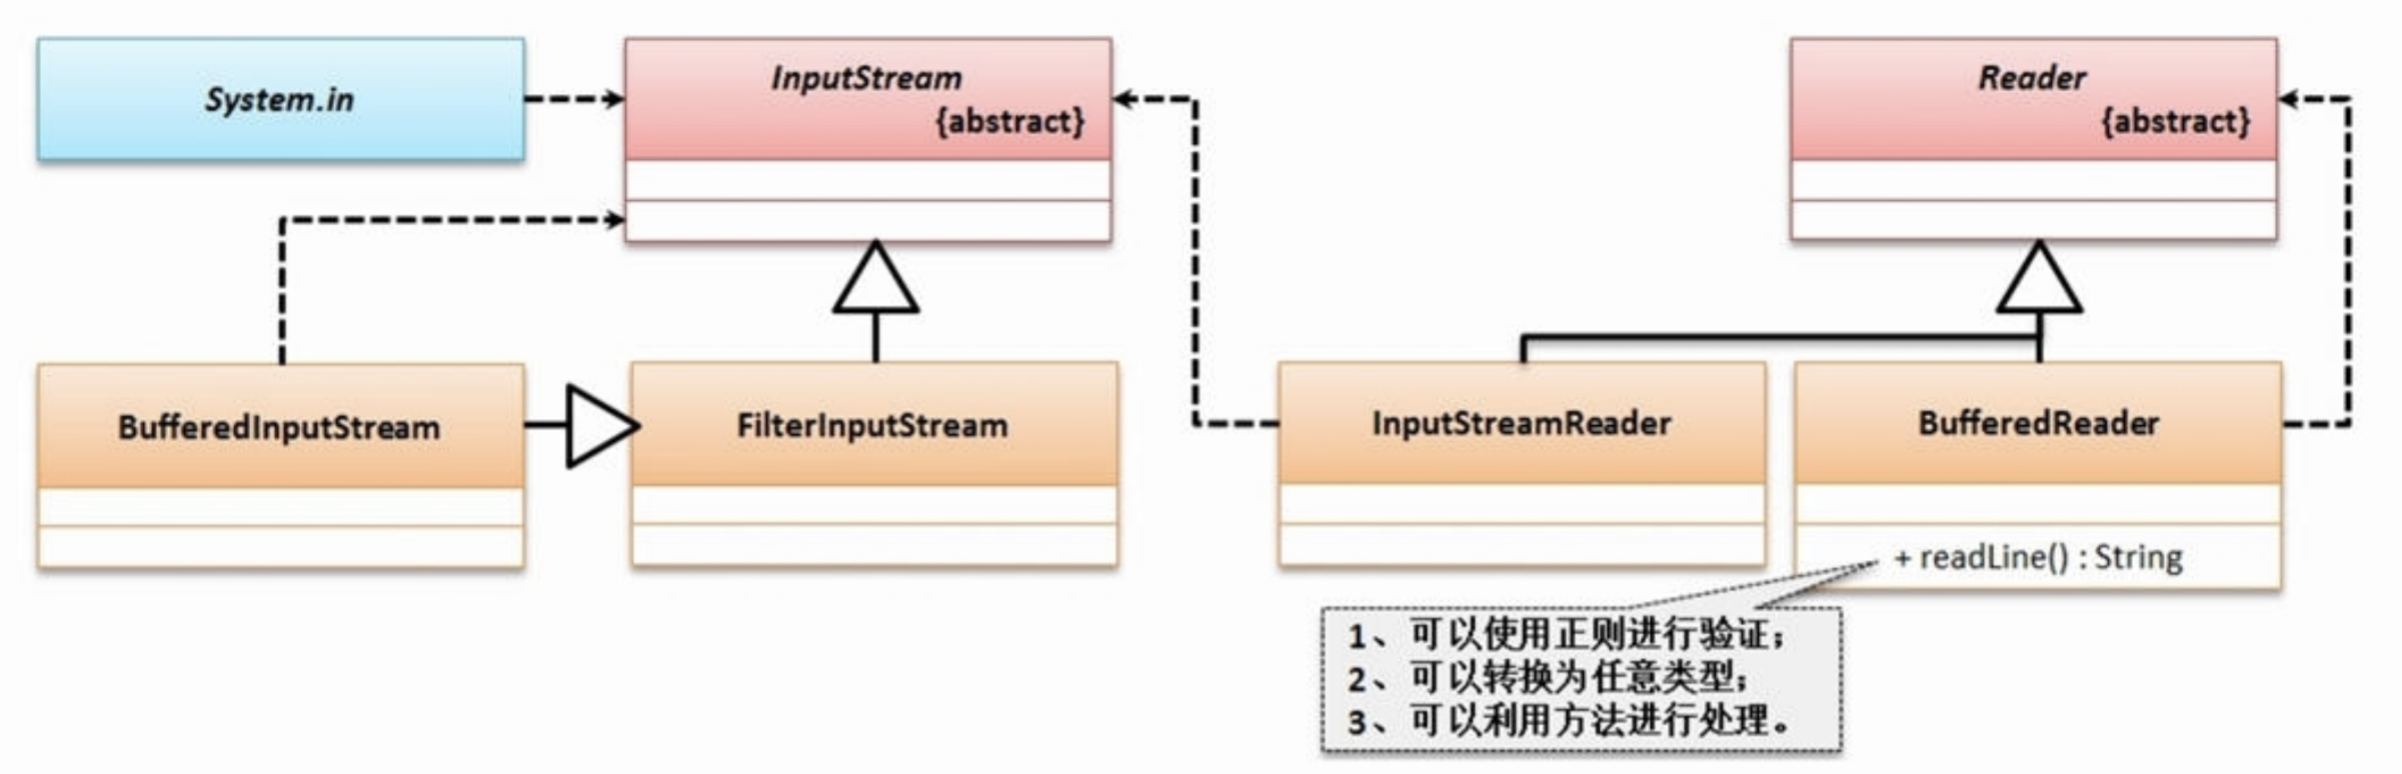 System.in
InputStream
{abstract}
Reader
{abstract}
BufferedInputStream
FilterInputStream
InputStreamReader
BufferedReader
+ readLine() : String
1、可以使用正则进行验证；
2、可以转换为任意类型；
3、可以利用方法进行处理。